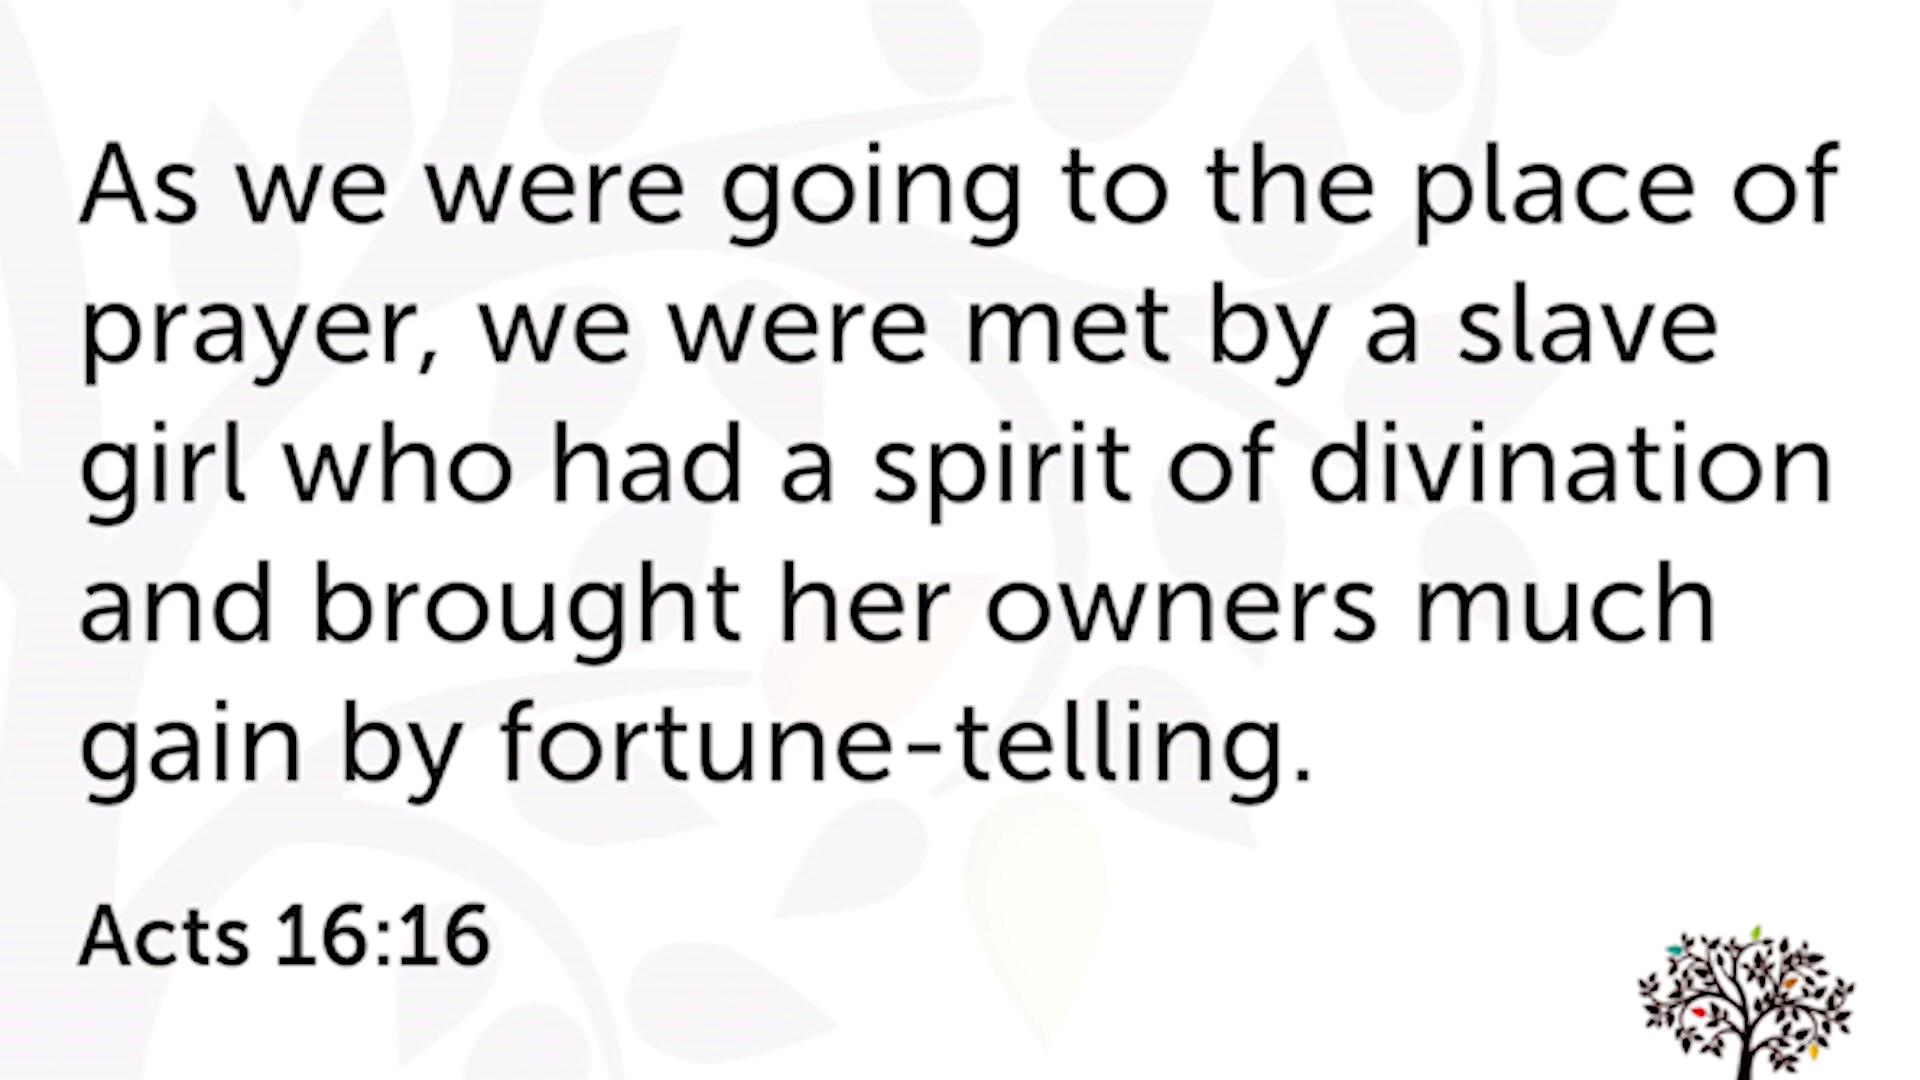 As we were going to the place of
prayer, we were met by a slave
girl who had a spirit of divination
and brought her owners much
gain by fortune-telling.
Acts 16:16